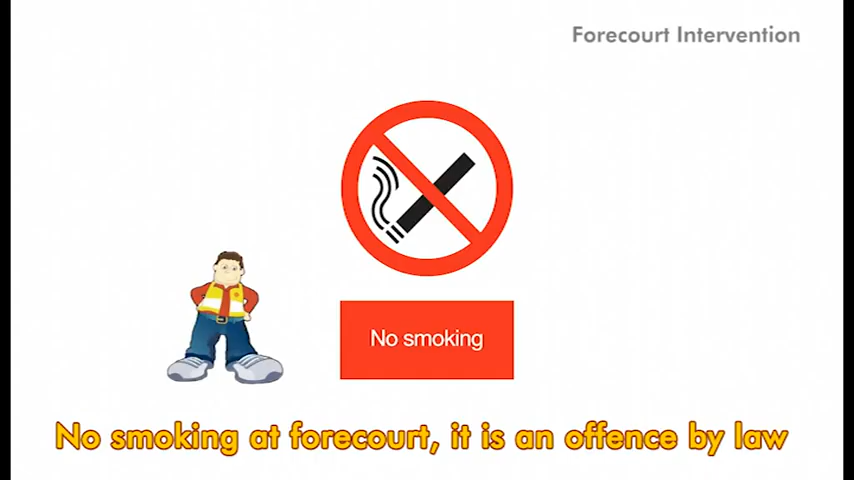 Forecourt Intervention
No smoking
No smoking at forecourt, it is an offence by law